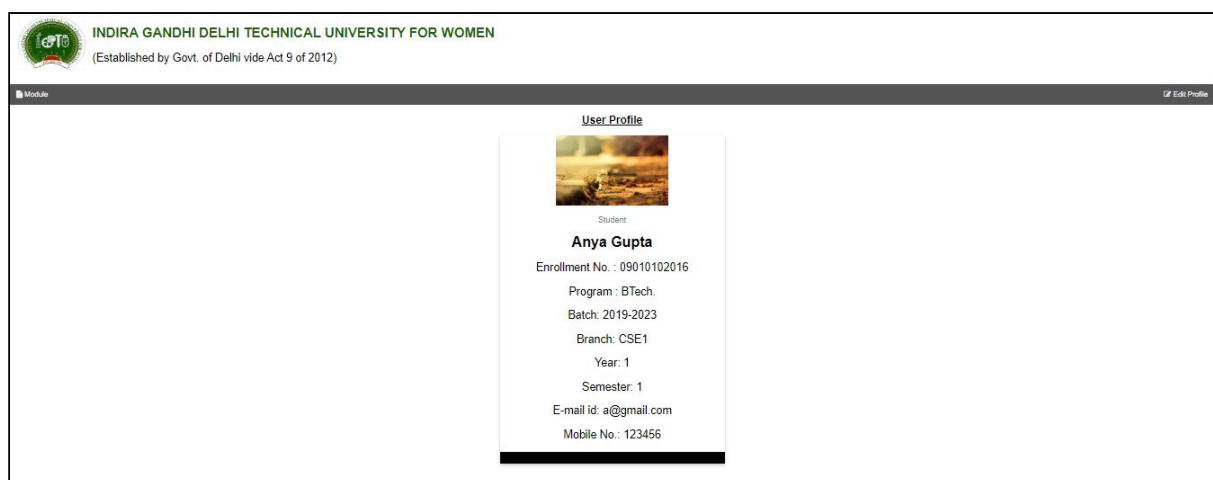 INDIRA GANDHI DELHI TECHNICAL UNIVERSITY FOR WOMEN
(Established by Govt. of Delhi vide Act 9 of 2012)
Module
Edit Profile
User Profile
Student
Anya Gupta
Enrollment No. : 09010102016
Program : BTech.
Batch: 2019-2023
Branch: CSE1
Year: 1
Semester: 1
E-mail id: a@gmail.com
Mobile No.: 123456